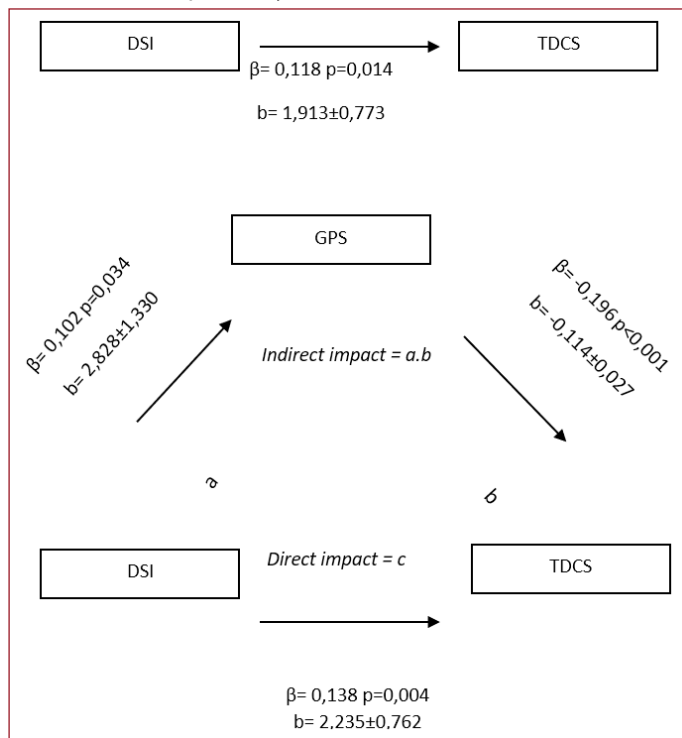 DSI
TDCS
β= 0,118 p=0,014
b= 1,913±0,773
GPS
β= 0,102 p=0,034
b= 2,828±1,330
β= -0,196 p<0,001
b= -0,114±0,027
Indirect impact = a.b
a
b
DSI
Direct impact = c
TDCS
β= 0,138 p=0,004
b= 2,235±0,762